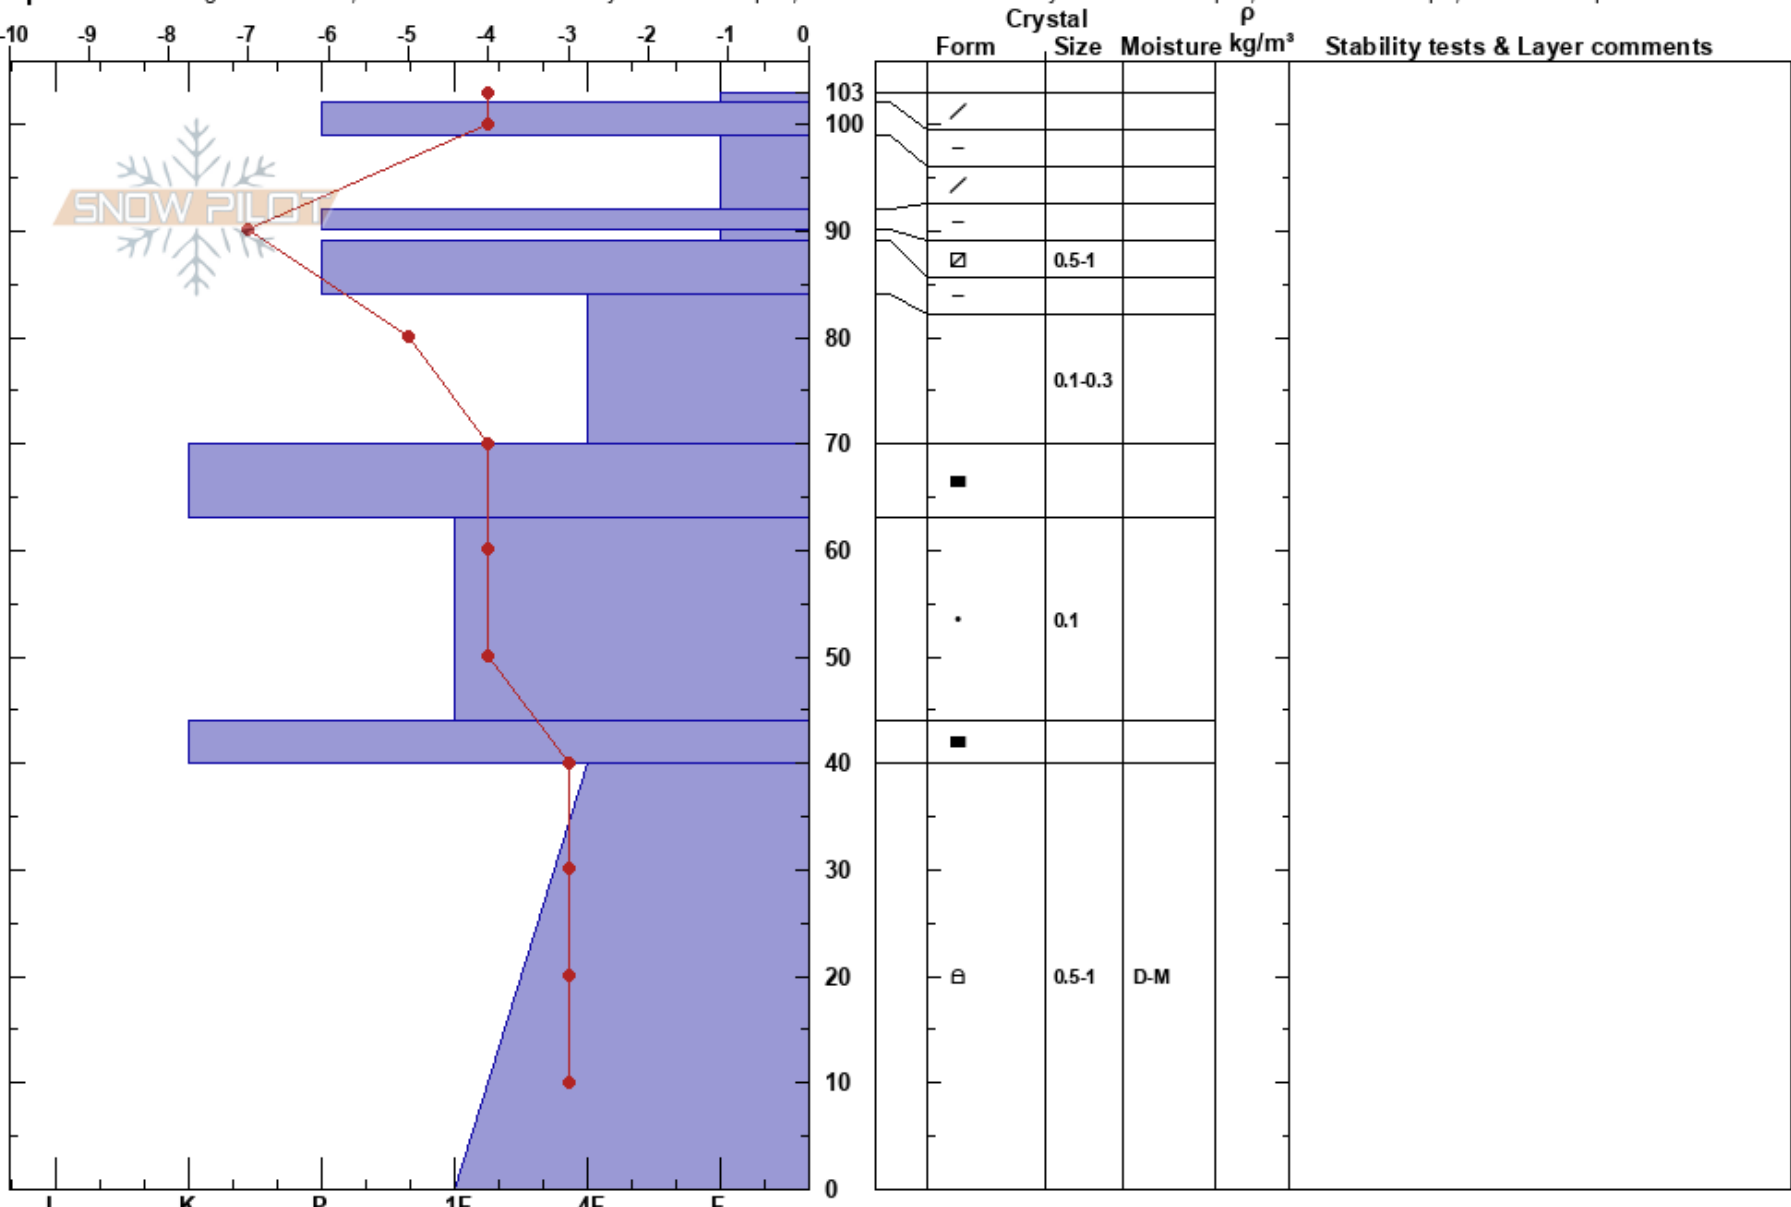 Crystal ρ
-10 -9 -8 -7 -6 -5 -4 -3 -2 -1 0 Form Size Moisture kg/m³ Stability tests & Layer comments
103
100
SNOW PILOT
90
0.5-1
80
0.1-0.3
70
60
0.1
50
40
30
20 0.5-1 D-M
10
0
I K P 1F 4F F